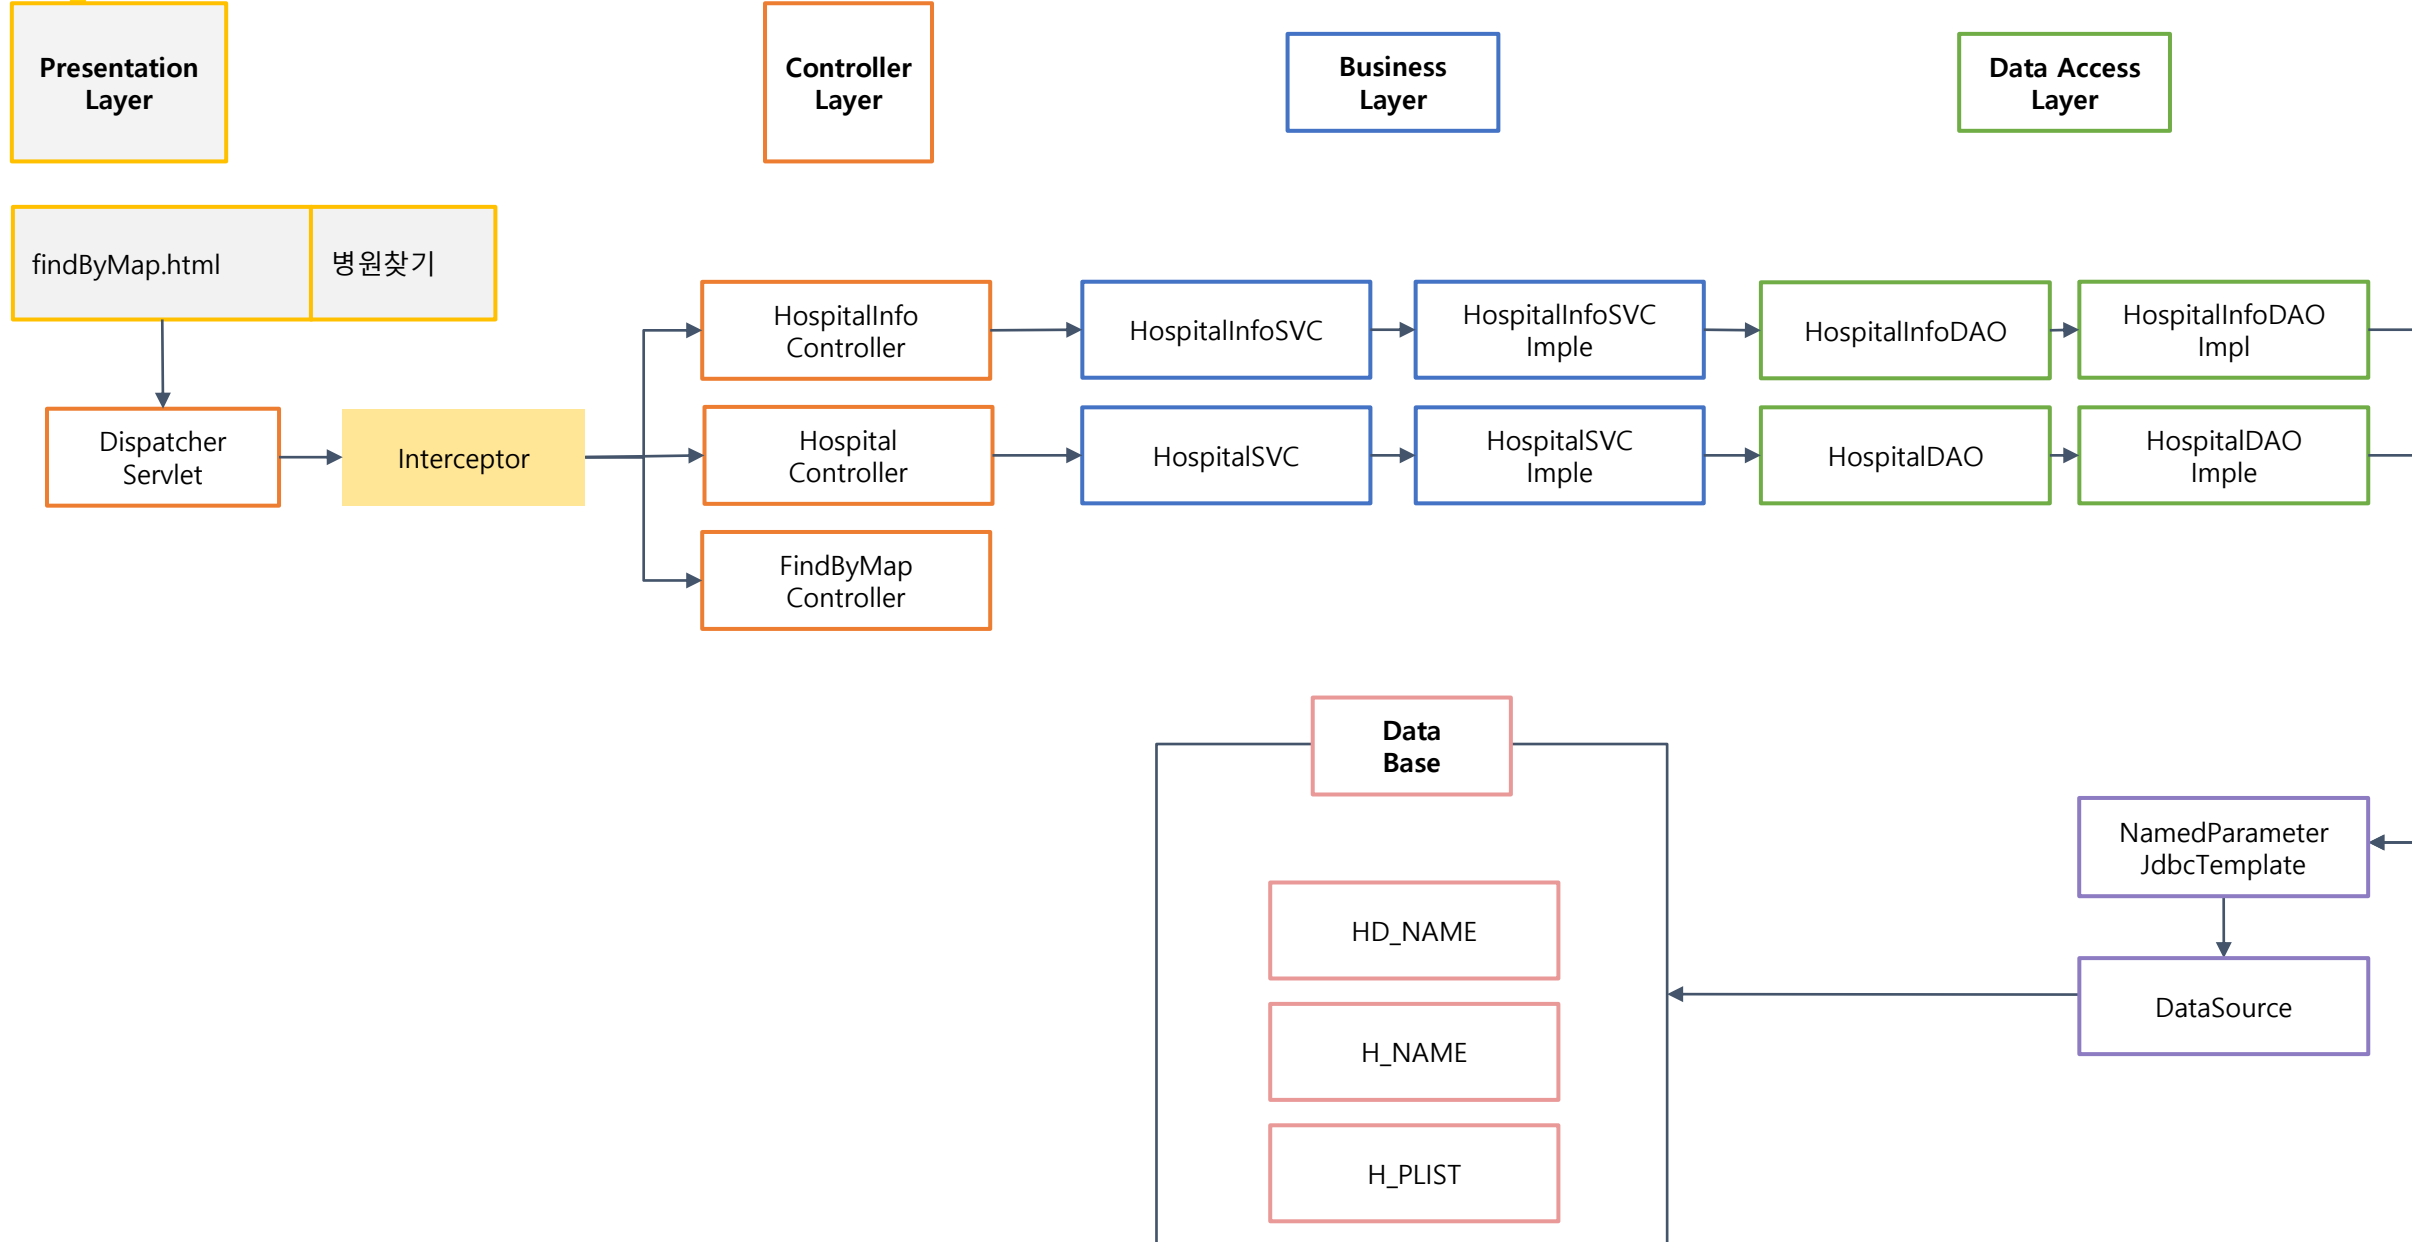 Presentation
Layer
Controller
Layer
Business
Layer
Data Access
Layer
findByMap.html
병원찾기
HospitalInfo
Controller
HospitalInfoSVC
HospitalInfoSVC
Imple
HospitalInfoDAO
HospitalInfoDAO
Impl
Dispatcher
Servlet
Interceptor
Hospital
Controller
HospitalSVC
HospitalSVC
Imple
HospitalDAO
HospitalDAO
Imple
FindByMap
Controller
Data
Base
NamedParameter
JdbcTemplate
HD_NAME
DataSource
H_NAME
H_PLIST